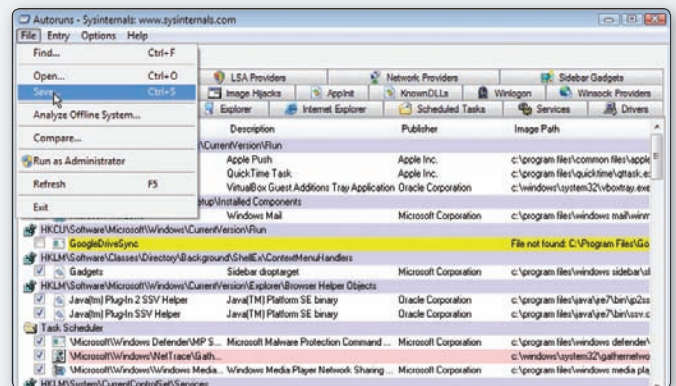 Autoruns - Sysinternals: www.sysinternals.com
File Entry Options Help
Find... Ctrl+F
Open... Ctrl+O
Save... Ctrl+S
Analyze Offline System...
Compare...
Run as Administrator
Refresh F5
Exit
LSA Providers Network Providers Sidebar Gadgets
Image Hijacks AppInit KnownDLLs Winlogon Winsock Providers
Explorer Internet Explorer Scheduled Tasks Services Drivers
Description Publisher Image Path
\CurrentVersion\Run
Apple Push Apple Inc. c:\program files\common files\apple
QuickTime Task Apple Inc. c:\program files\quicktime\qttask.e
VirtualBox Guest Additions Tray Application Oracle Corporation c:\windows\system32\vboxtray.exe
etup\Installed Components
Windows Mail Microsoft Corporation c:\program files\windows mail\winm
HKCU\Software\Microsoft\Windows\CurrentVersion\Run
GoogleDriveSync File not found: C:\Program Files\Go
HKLM\Software\Classes\Directory\Background\ShellEx\ContextMenuHandlers
Gadgets Sidebar droptarget Microsoft Corporation c:\program files\windows sidebar\sl
HKLM\Software\Microsoft\Windows\CurrentVersion\Explorer\Browser Helper Objects
Java(tm) Plug-In 2 SSV Helper Java(TM) Platform SE binary Oracle Corporation c:\program files\java\jre7\bin\jp2ss
Java(tm) Plug-In SSV Helper Java(TM) Platform SE binary Oracle Corporation c:\program files\java\jre7\bin\ssv.c
Task Scheduler
\Microsoft\Windows Defender\MP S... Microsoft Malware Protection Command ... Microsoft Corporation c:\program files\windows defender\
\Microsoft\Windows\NetTrace\Gath... c:\windows\system32\gathernetwo
\Microsoft\Windows\Windows Media... Windows Media Player Network Sharing ... Microsoft Corporation c:\program files\windows media pla
HKLM\System\CurrentControlSet\Services